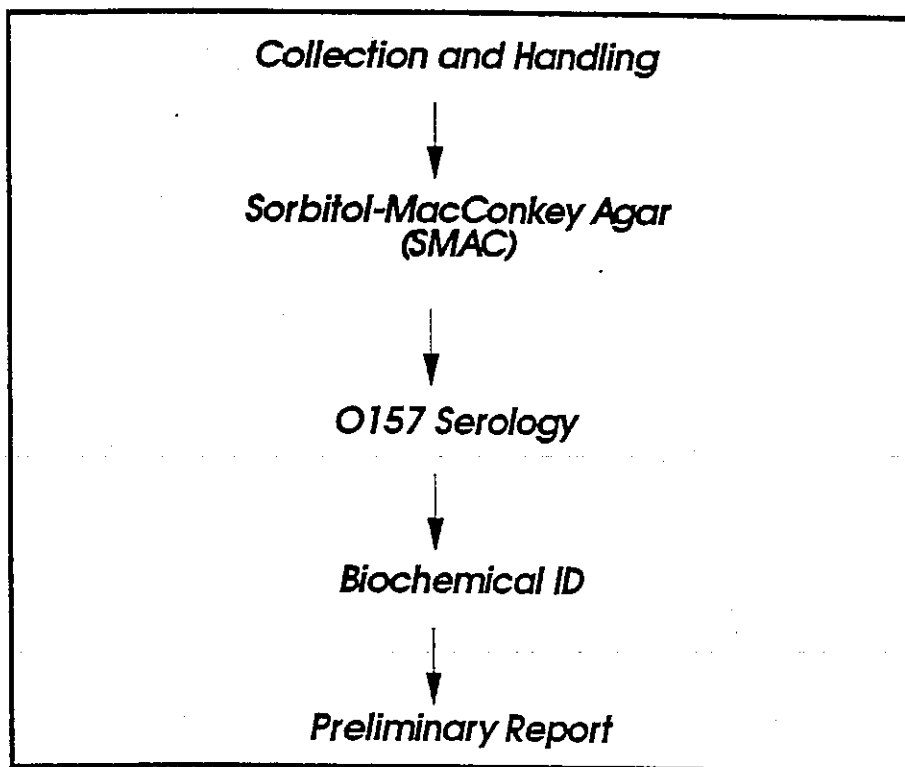 Collection and Handling
Sorbitol-MacConkey Agar
(SMAC)
O157 Serology
Biochemical ID
Preliminary Report